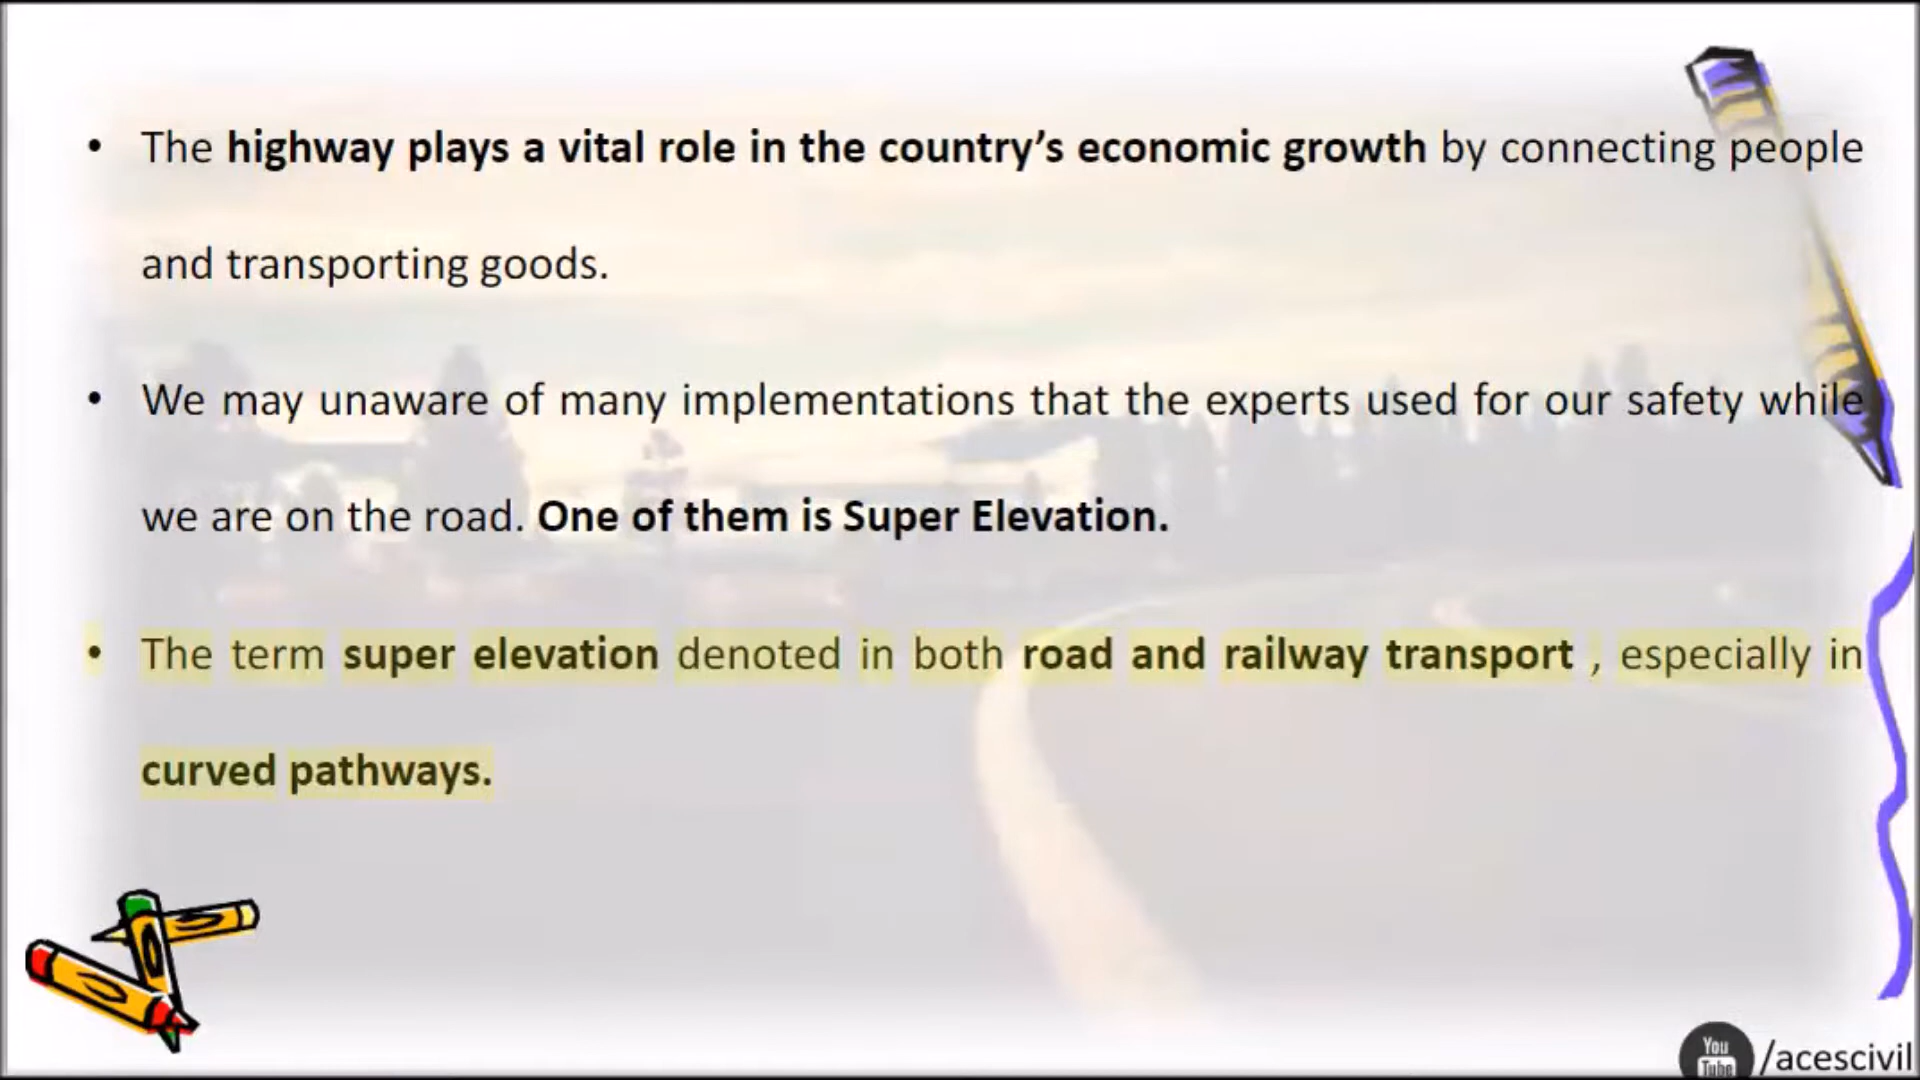 • The highway plays a vital role in the country’s economic growth by connecting people
and transporting goods.
• We may unaware of many implementations that the experts used for our safety while
we are on the road. One of them is Super Elevation.
• The term super elevation denoted in both road and railway transport , especially in
curved pathways.
You
Tube
/acescivil